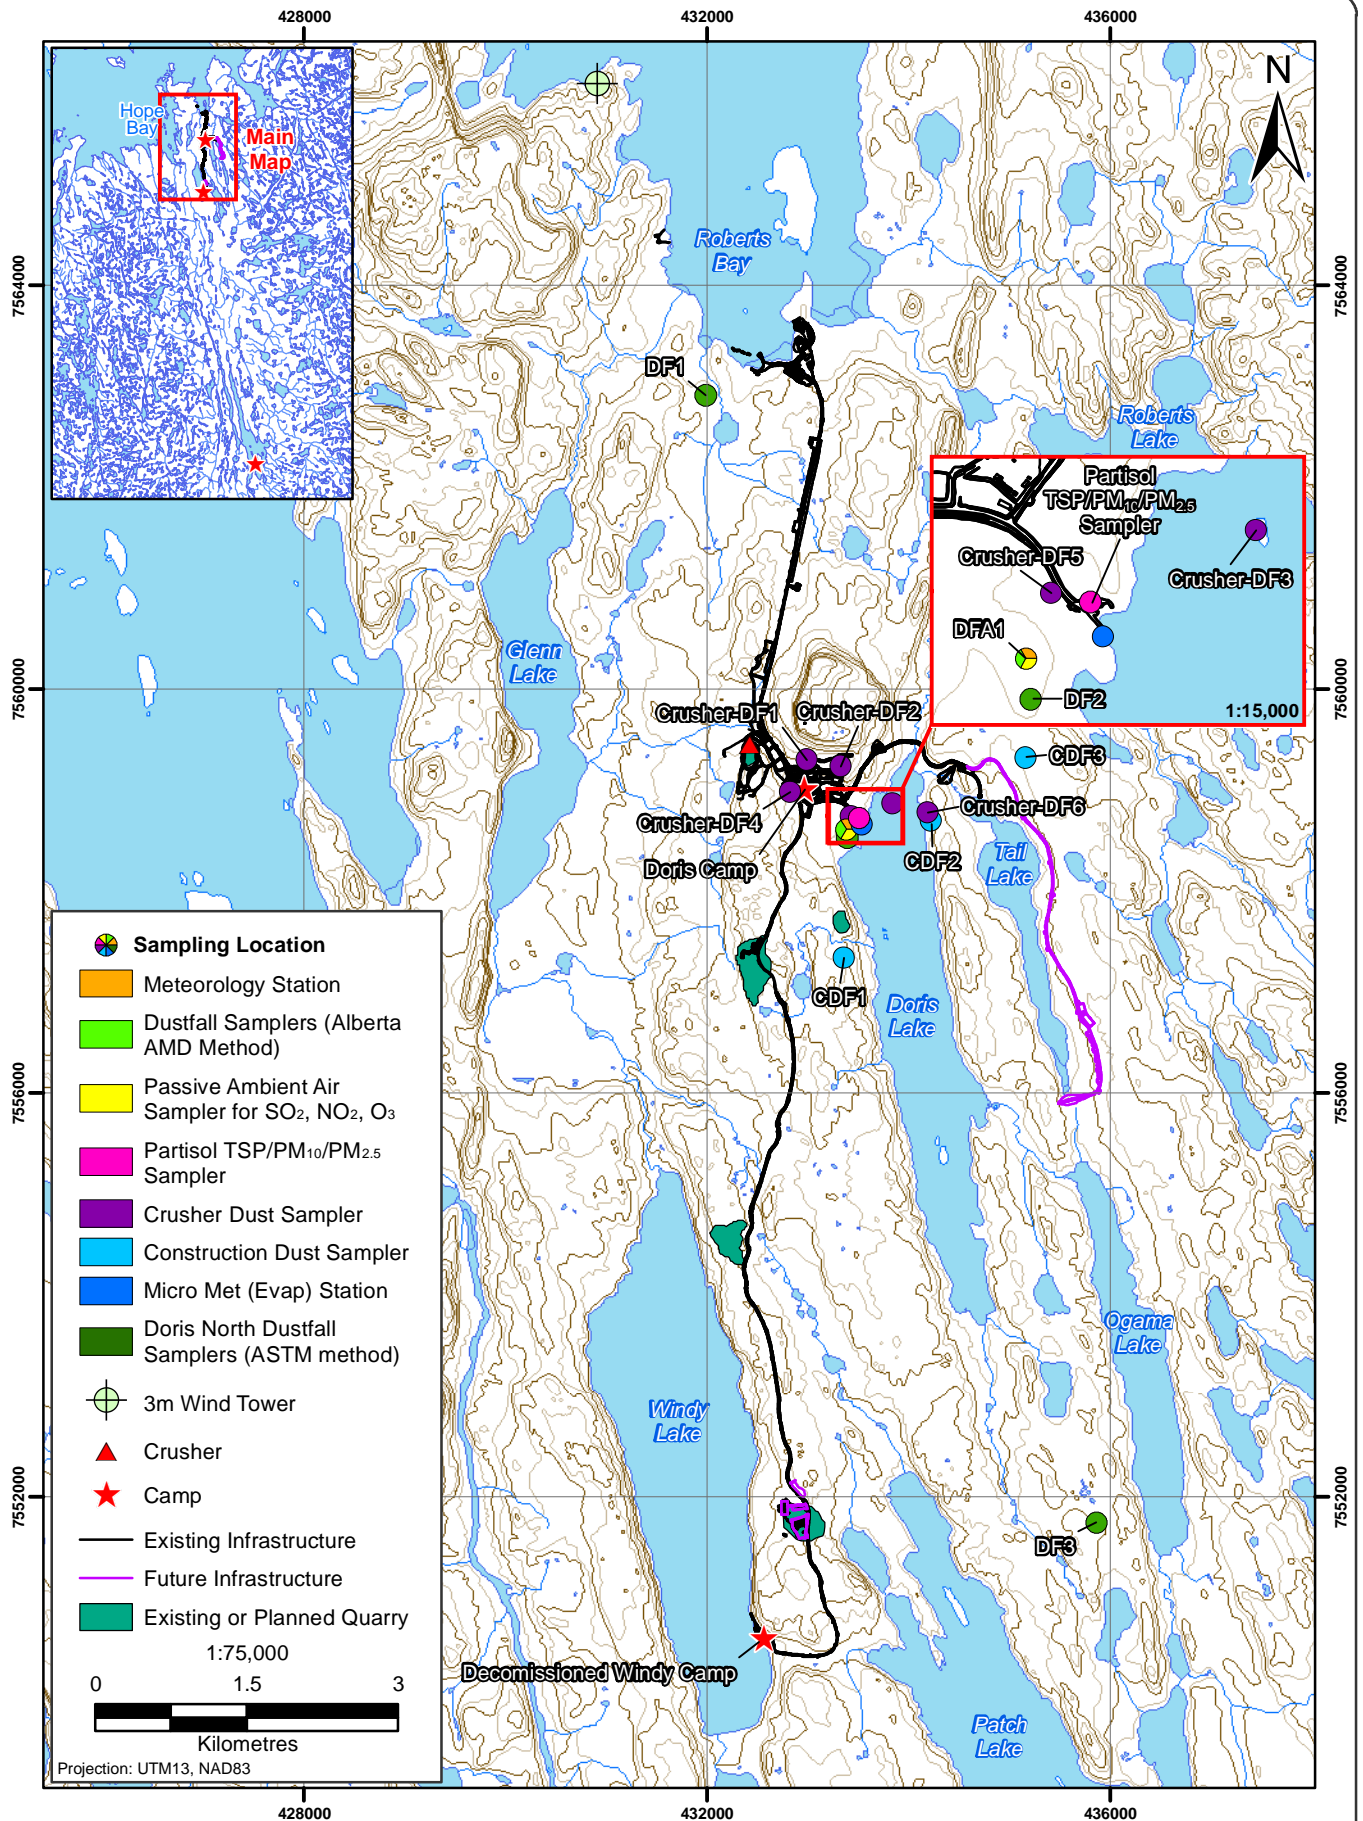 428000
432000
436000
Hope
Bay
Main
Map
N
Roberts
Bay
7564000
7564000
DF1
Roberts
Lake
Partisol
TSP/PM10/PM2.5
Sampler
Crusher-DF5
Crusher-DF3
DFA1
DF2
1:15,000
Glenn
Lake
7560000
7560000
Crusher-DF1
Crusher-DF2
CDF3
Crusher-DF4
Crusher-DF6
CDF2
Doris Camp
Tail
Lake
CDF1
Doris
Lake
7556000
7556000
Ogama
Lake
Windy
Lake
7552000
7552000
DF3
Decomissioned Windy Camp
Patch
Lake
Sampling Location
Meteorology Station
Dustfall Samplers (Alberta
AMD Method)
Passive Ambient Air
Sampler for SO2, NO2, O3
Partisol TSP/PM10/PM2.5
Sampler
Crusher Dust Sampler
Construction Dust Sampler
Micro Met (Evap) Station
Doris North Dustfall
Samplers (ASTM method)
3m Wind Tower
Crusher
Camp
Existing Infrastructure
Future Infrastructure
Existing or Planned Quarry
1:75,000
0 1.5 3
Kilometres
Projection: UTM13, NAD83
428000
432000
436000